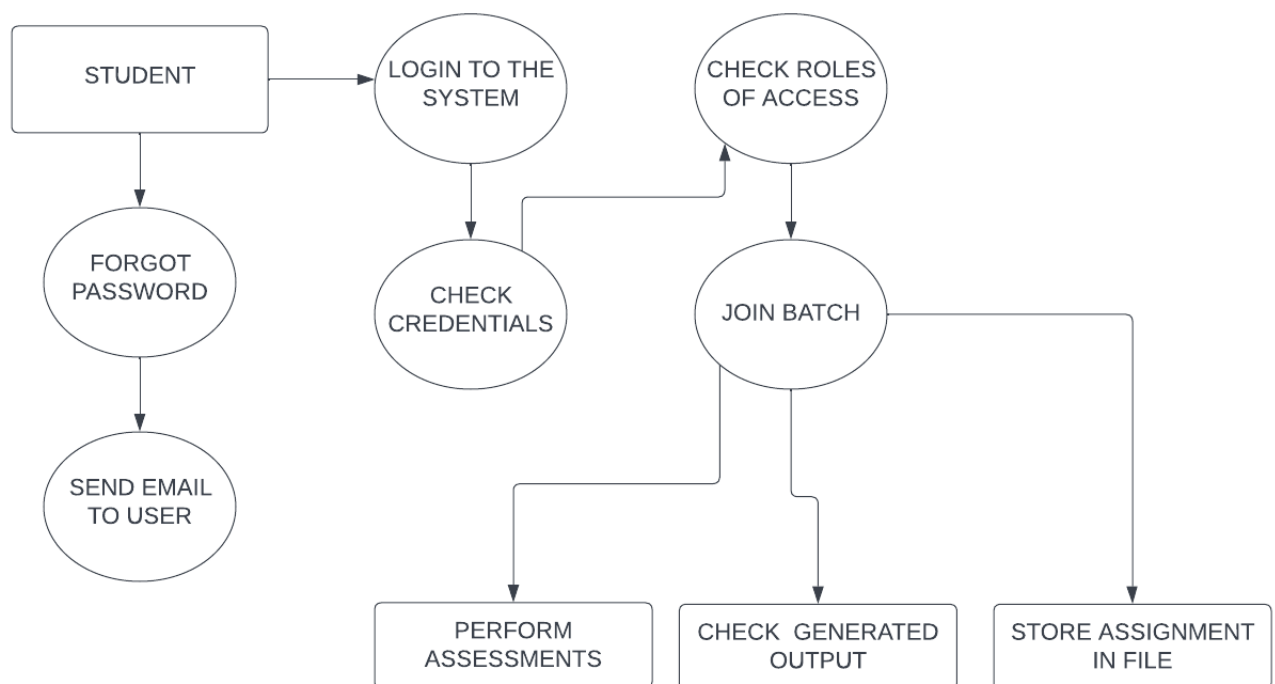 STUDENT
LOGIN TO THE
SYSTEM
CHECK ROLES
OF ACCESS
FORGOT
PASSWORD
CHECK
CREDENTIALS
JOIN BATCH
SEND EMAIL
TO USER
PERFORM
ASSESSMENTS
CHECK  GENERATED
OUTPUT
STORE ASSIGNMENT
IN FILE